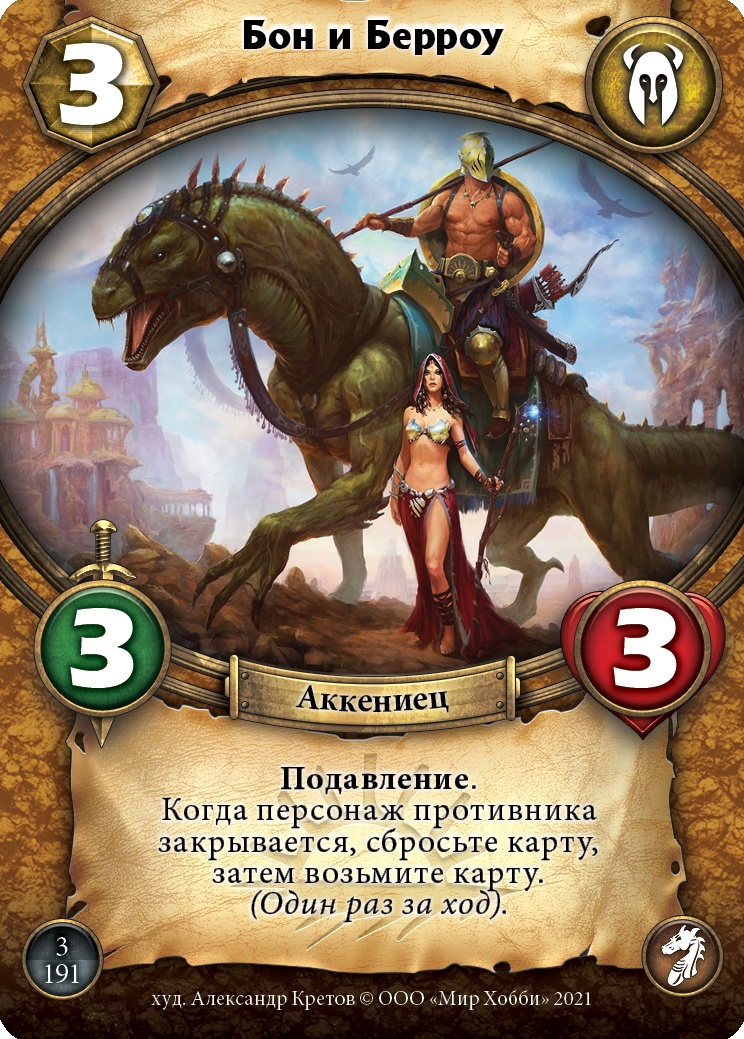 Бон и Берроу
3
3
3
Аккениец
Подавление.
Когда персонаж противника
закрывается, сбросьте карту,
затем возьмите карту.
(Один раз за ход).
3
191
худ. Александр Кретов © ООО «Мир Хобби» 2021